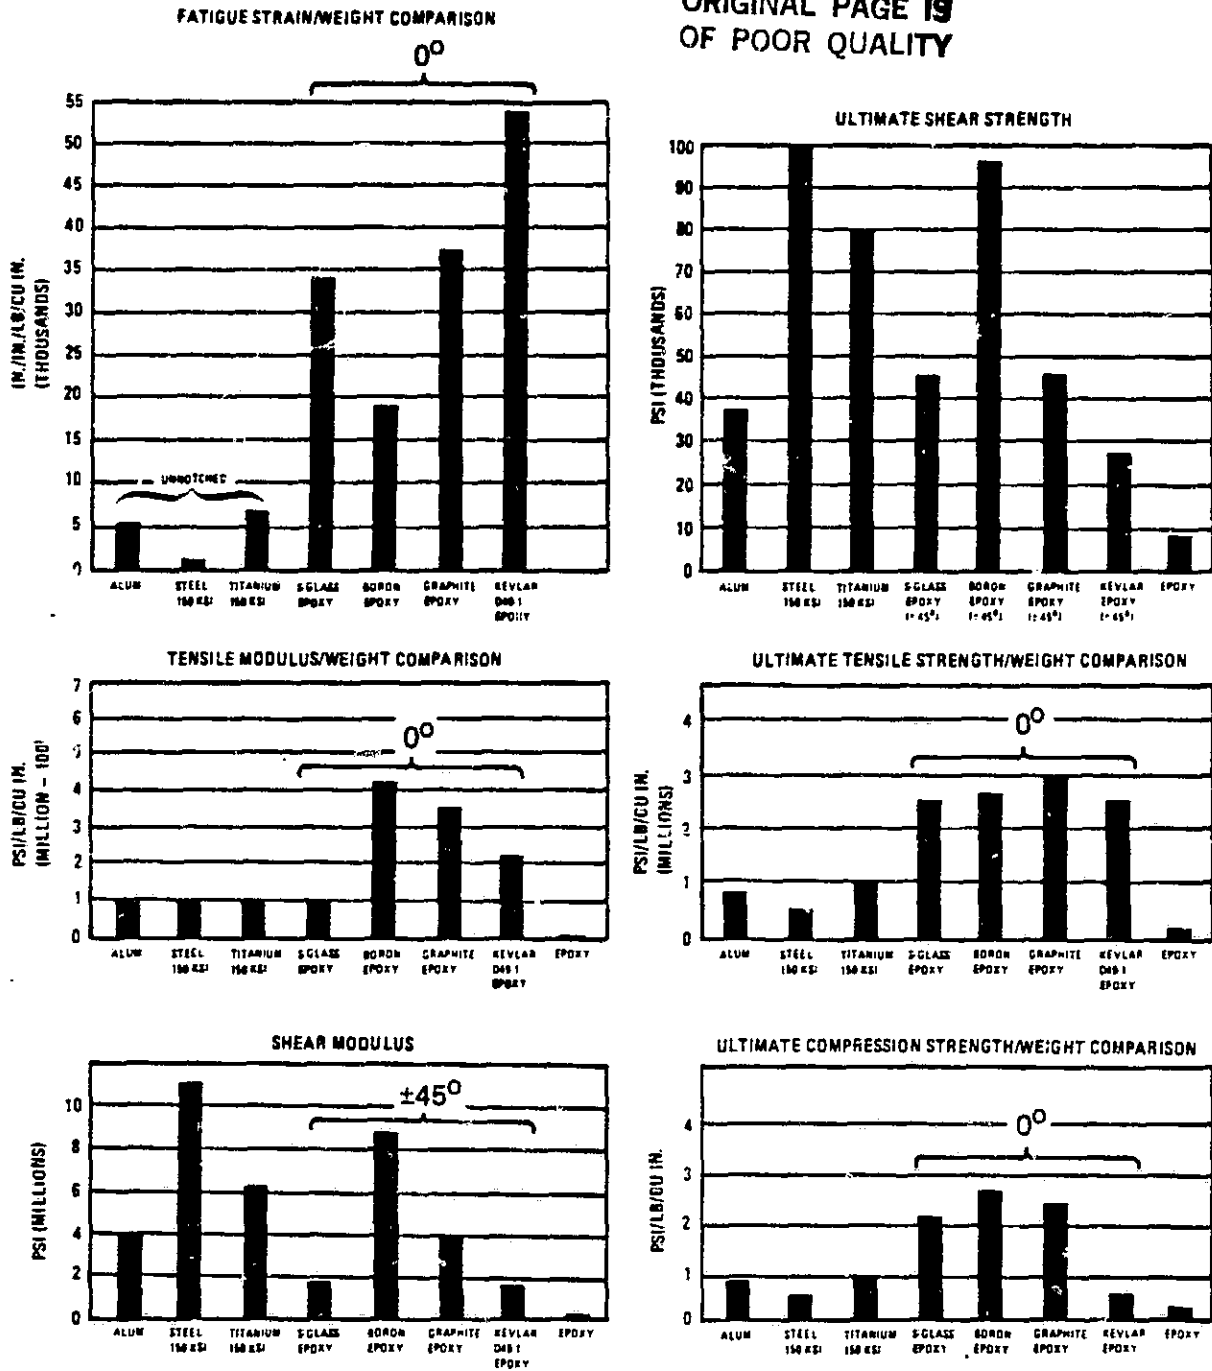 ORIGINAL PAGE IS
OF POOR QUALITY
FATIGUE STRAIN/WEIGHT COMPARISON
0°
IN./IN./LB/CU IN.
(THOUSANDS)
55
50
45
40
35
30
25
20
15
10
5
0
UNNOTCHED
ALUM
STEEL
150 KSI
TITANIUM
150 KSI
S-GLASS
EPOXY
BORON
EPOXY
GRAPHITE
EPOXY
KEVLAR
(149)
EPOXY
ULTIMATE SHEAR STRENGTH
PSI (THOUSANDS)
100
90
80
70
60
50
40
30
20
10
0
ALUM
STEEL
150 KSI
TITANIUM
150 KSI
S-GLASS
EPOXY
(±45°)
BORON
EPOXY
(±45°)
GRAPHITE
EPOXY
(±45°)
KEVLAR
EPOXY
(±45°)
EPOXY
TENSILE MODULUS/WEIGHT COMPARISON
0°
PSI/LB/CU IN.
(MILLION - 100)
7
6
5
4
3
2
1
0
ALUM
STEEL
150 KSI
TITANIUM
150 KSI
S-GLASS
EPOXY
BORON
EPOXY
GRAPHITE
EPOXY
KEVLAR
EPOXY
EPOXY
ULTIMATE TENSILE STRENGTH/WEIGHT COMPARISON
0°
PSI/LB/CU IN.
(MILLIONS)
4
3
2
1
0
ALUM
STEEL
150 KSI
TITANIUM
150 KSI
S-GLASS
EPOXY
BORON
EPOXY
GRAPHITE
EPOXY
KEVLAR
EPOXY
EPOXY
SHEAR MODULUS
±45°
PSI (MILLIONS)
10
8
6
4
2
0
ALUM
STEEL
150 KSI
TITANIUM
150 KSI
S-GLASS
EPOXY
BORON
EPOXY
GRAPHITE
EPOXY
KEVLAR
EPOXY
EPOXY
ULTIMATE COMPRESSION STRENGTH/WEIGHT COMPARISON
0°
PSI/LB/CU IN.
4
3
2
1
0
ALUM
STEEL
150 KSI
TITANIUM
150 KSI
S-GLASS
EPOXY
BORON
EPOXY
GRAPHITE
EPOXY
KEVLAR
EPOXY
EPOXY